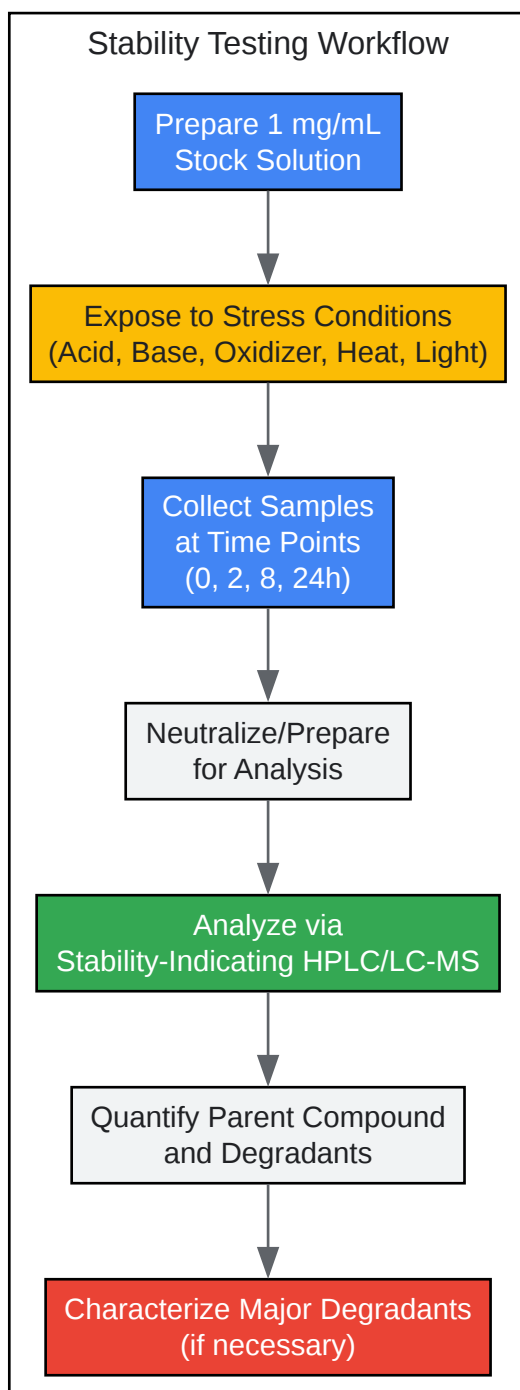 Stability Testing Workflow
Prepare 1 mg/mL
Stock Solution
Expose to Stress Conditions
(Acid, Base, Oxidizer, Heat, Light)
Collect Samples
at Time Points
(0, 2, 8, 24h)
Neutralize/Prepare
for Analysis
Analyze via
Stability-Indicating HPLC/LC-MS
Quantify Parent Compound
and Degradants
Characterize Major Degradants
(if necessary)